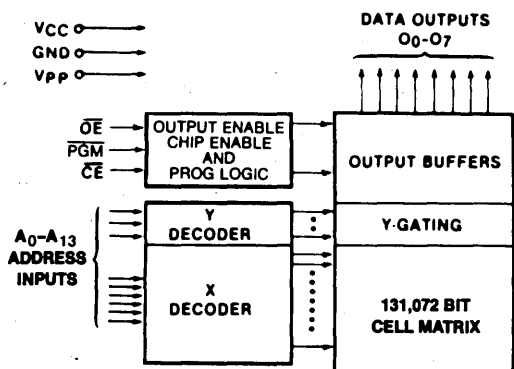 VCC
GND
VPP
DATA OUTPUTS
O0-O7
OE
PGM
CE
OUTPUT ENABLE
CHIP ENABLE
AND
PROG LOGIC
OUTPUT BUFFERS
A0-A13
ADDRESS
INPUTS
Y
DECODER
Y-GATING
X
DECODER
131,072 BIT
CELL MATRIX